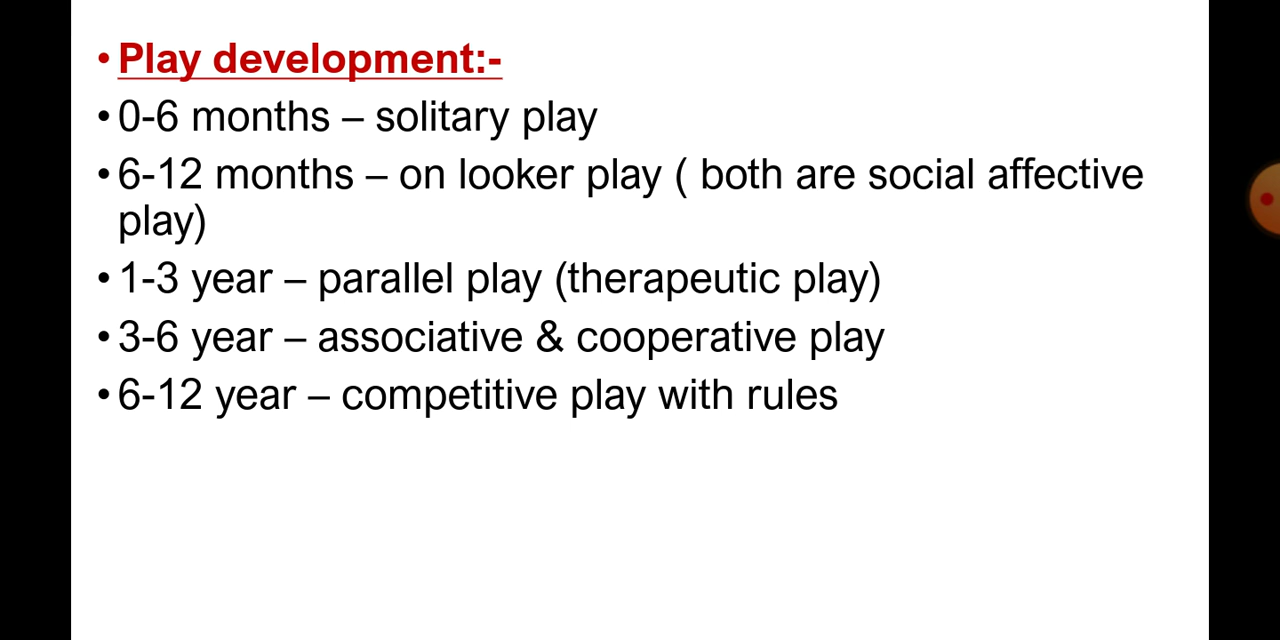 • Play development:-
• 0-6 months – solitary play
• 6-12 months – on looker play ( both are social affective
play)
• 1-3 year – parallel play (therapeutic play)
• 3-6 year – associative & cooperative play
• 6-12 year – competitive play with rules